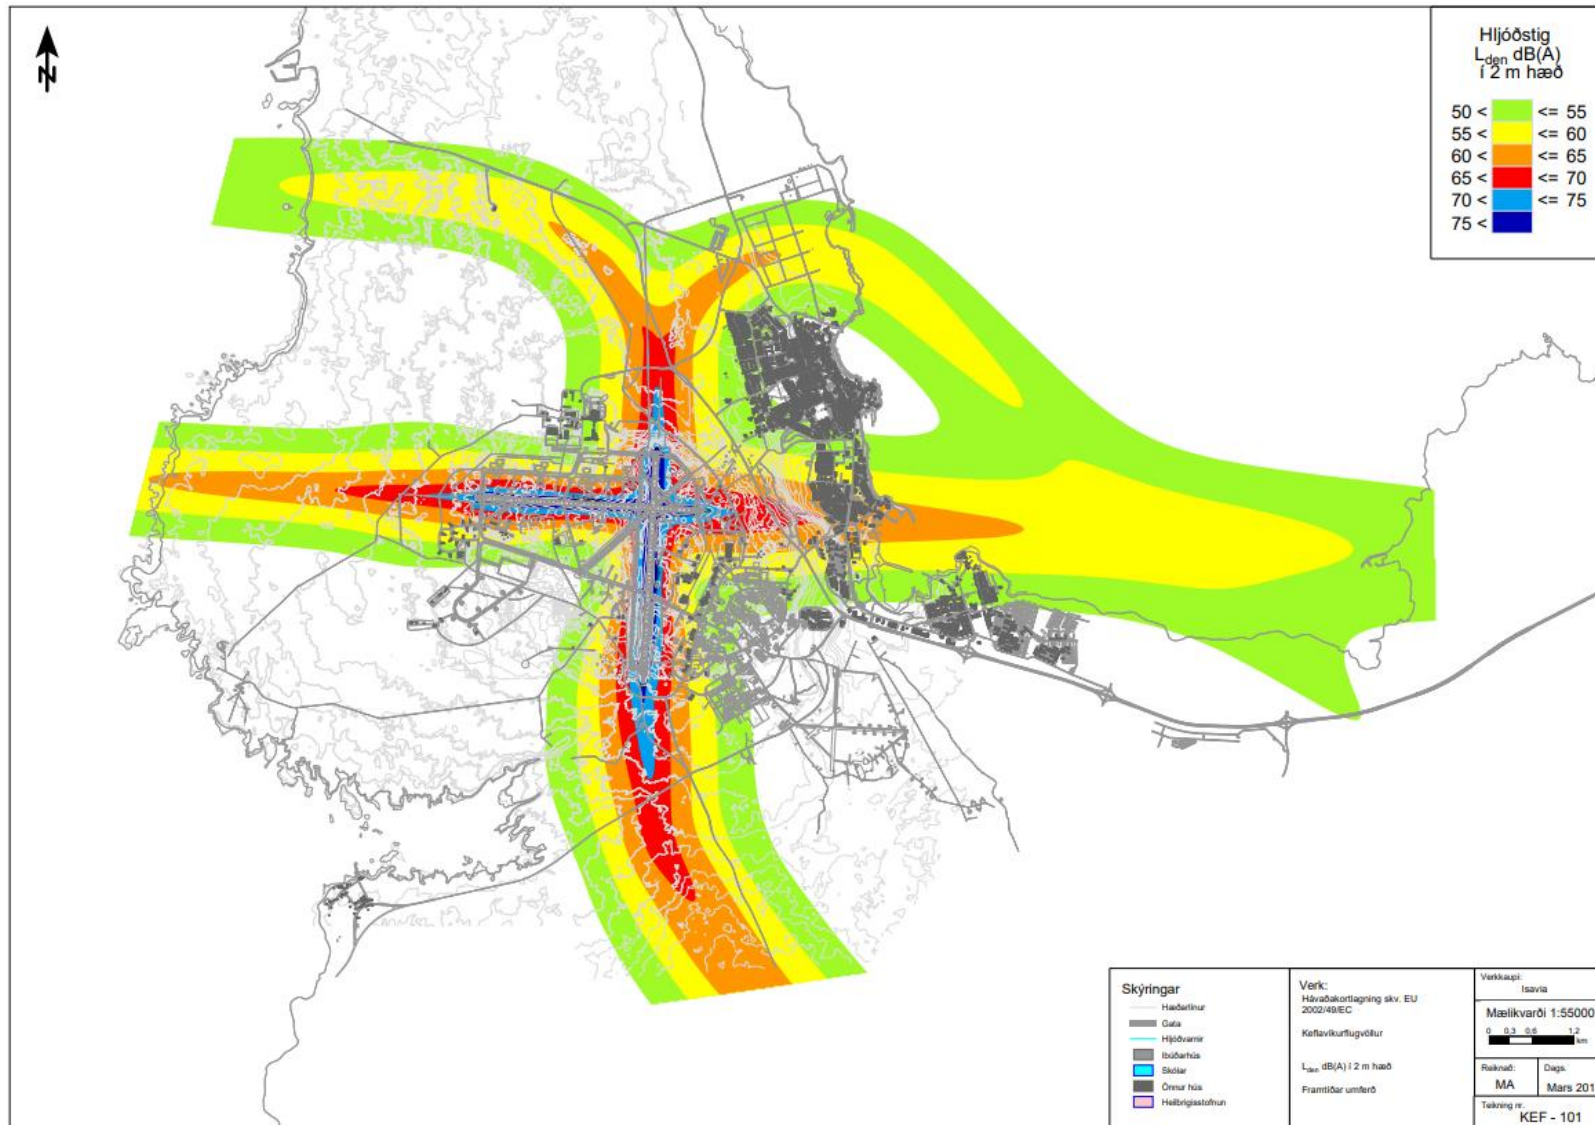 N
Hljóðstig
Lden dB(A)
í 2 m hæð
50 < <= 55
55 < <= 60
60 < <= 65
65 < <= 70
70 < <= 75
75 <
Skýringar
Hæðarlínur
Gata
Hljóðvarnir
Íbúðarhús
Skólar
Önnur hús
Heilbrigisstofnun
Verk:
Hávaðakortlagning skv. EU
2002/49/EC
Keflavíkurflugvöllur
Lden dB(A) í 2 m hæð
Framtíðar umferð
Verkkaupi:
Isavia
Mælikvarði 1:55000
0 0,3 0,6 1,2
km
Reiknað:
MA
Dags.
Mars 201
Teikning nr.
KEF - 101